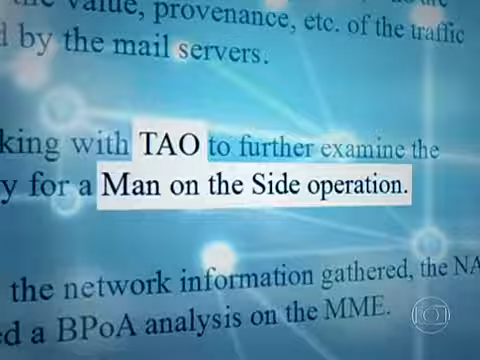 the value, provenance, etc. of the traffic
by the mail servers.
king with TAO to further examine the
y for a Man on the Side operation.
the network information gathered, the NA
ed a BPoA analysis on the MME.